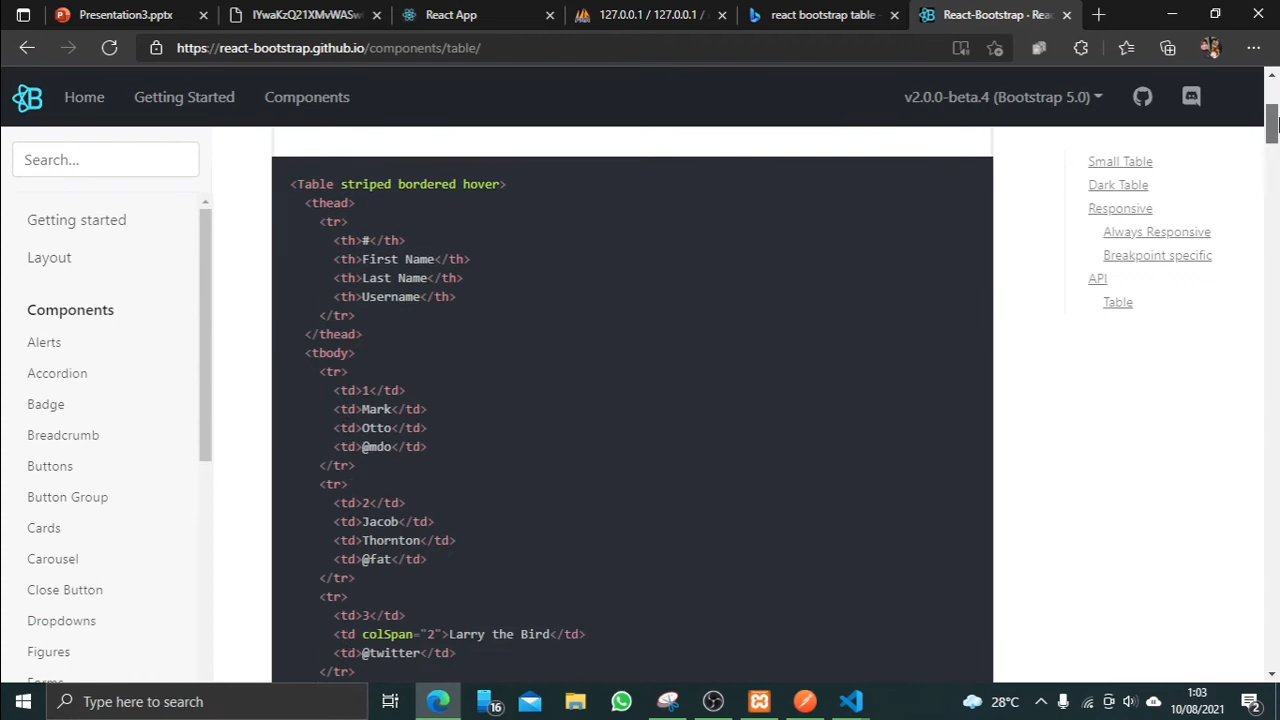 Presentation3.pptx
IYwaKzQ21XMvWASw
React App
127.0.0.1 / 127.0.0.1 /
react bootstrap table -
React-Bootstrap - Rea
https://react-bootstrap.github.io/components/table/
Home
Getting Started
Components
v2.0.0-beta.4 (Bootstrap 5.0)
Search...
Getting started
Layout
Components
Alerts
Accordion
Badge
Breadcrumb
Buttons
Button Group
Cards
Carousel
Close Button
Dropdowns
Figures
Forms
<Table striped bordered hover>
<thead>
<tr>
<th>#</th>
<th>First Name</th>
<th>Last Name</th>
<th>Username</th>
</tr>
</thead>
<tbody>
<tr>
<td>1</td>
<td>Mark</td>
<td>Otto</td>
<td>@mdo</td>
</tr>
<tr>
<td>2</td>
<td>Jacob</td>
<td>Thornton</td>
<td>@fat</td>
</tr>
<tr>
<td>3</td>
<td colSpan="2">Larry the Bird</td>
<td>@twitter</td>
</tr>
Small Table
Dark Table
Responsive
Always Responsive
Breakpoint specific
API
Table
Type here to search
16
28°C
1:03
10/08/2021
2